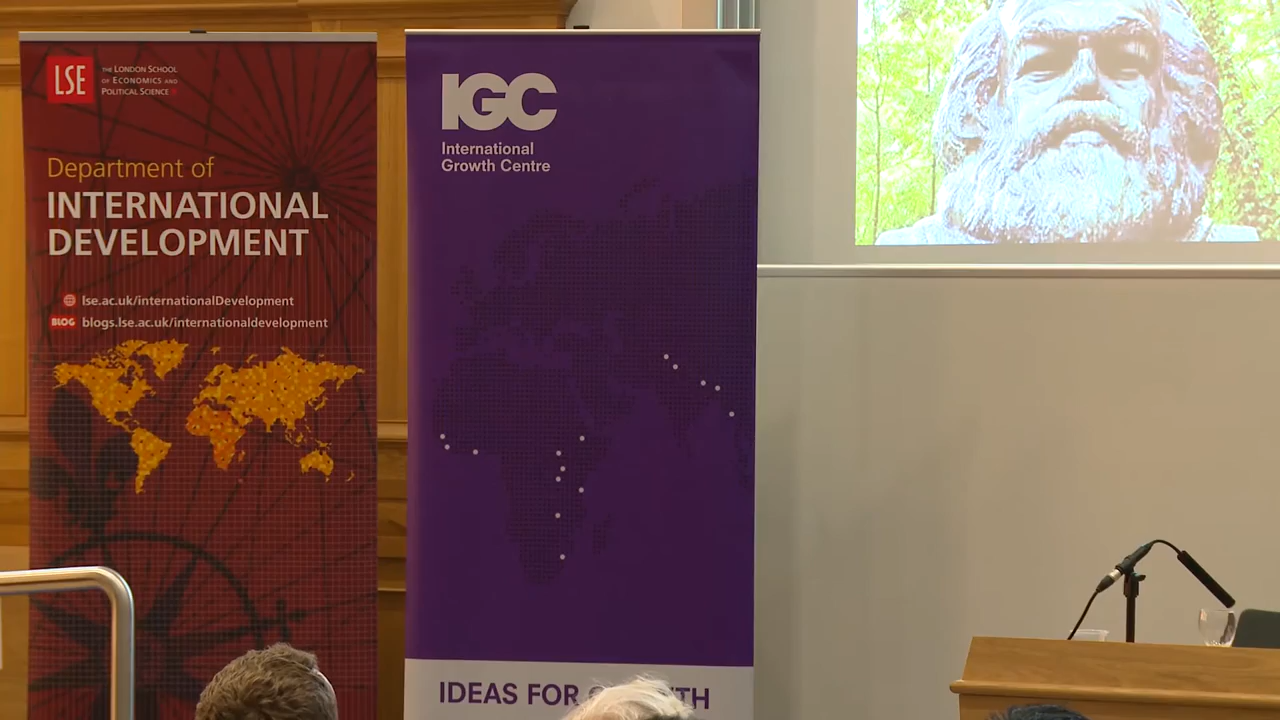 LSE
THE LONDON SCHOOL
OF ECONOMICS AND
POLITICAL SCIENCE
Department of
INTERNATIONAL
DEVELOPMENT
lse.ac.uk/internationalDevelopment
BLOG blogs.lse.ac.uk/internationaldevelopment
IGC
International
Growth Centre
IDEAS FOR